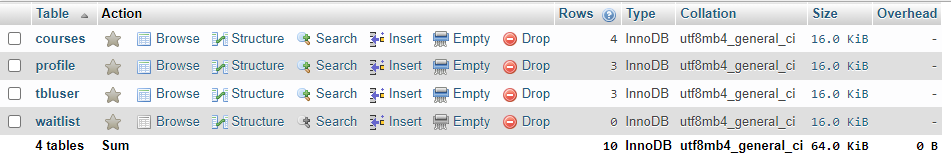 Table Action Rows Type Collation Size Overhead
courses Browse Structure Search Insert Empty Drop 4 InnoDB utf8mb4_general_ci 16.0 KiB -
profile Browse Structure Search Insert Empty Drop 3 InnoDB utf8mb4_general_ci 16.0 KiB -
tbluser Browse Structure Search Insert Empty Drop 3 InnoDB utf8mb4_general_ci 16.0 KiB -
waitlist Browse Structure Search Insert Empty Drop 0 InnoDB utf8mb4_general_ci 16.0 KiB -
4 tables Sum 10 InnoDB utf8mb4_general_ci 64.0 KiB 0 B